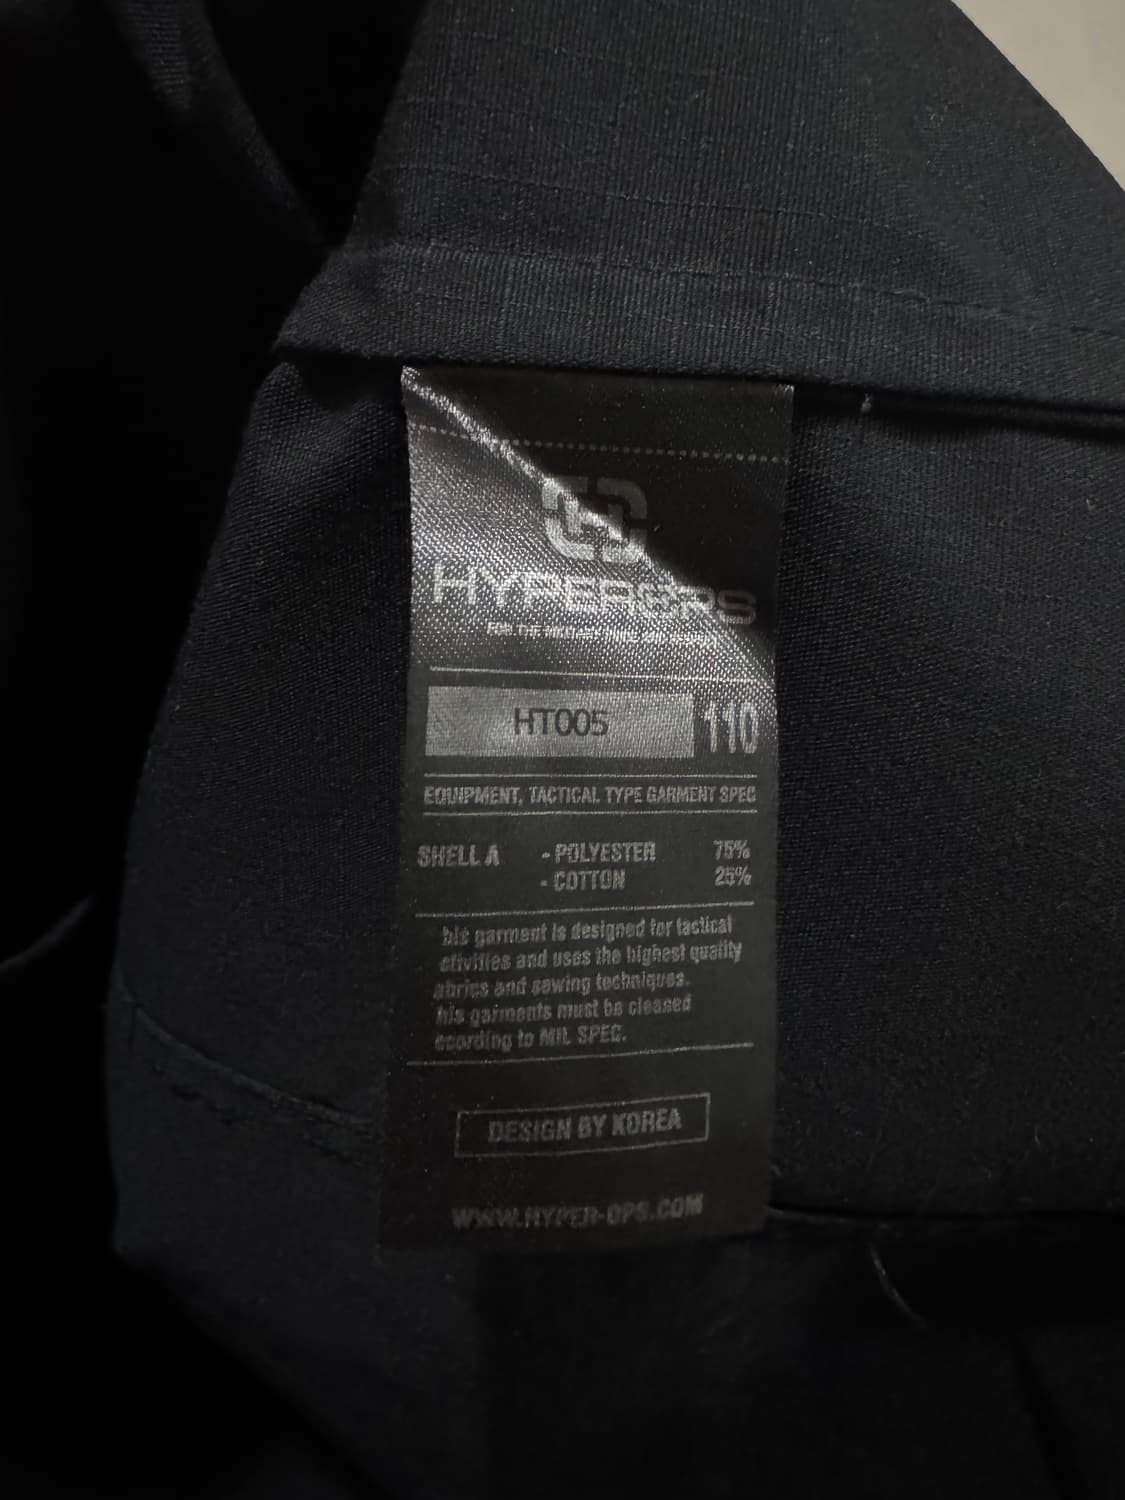 HYPEROPS
HT005 110
EQUIPMENT, TACTICAL TYPE GARMENT SPEC
SHELL A - POLYESTER 75%
- COTTON 25%
his garment is designed for tactical
ctivities and uses the highest quality
abrics and sewing techniques.
his garments must be cleaned
ccording to MIL SPEC.
DESIGN BY KOREA
WWW.HYPER-OPS.COM